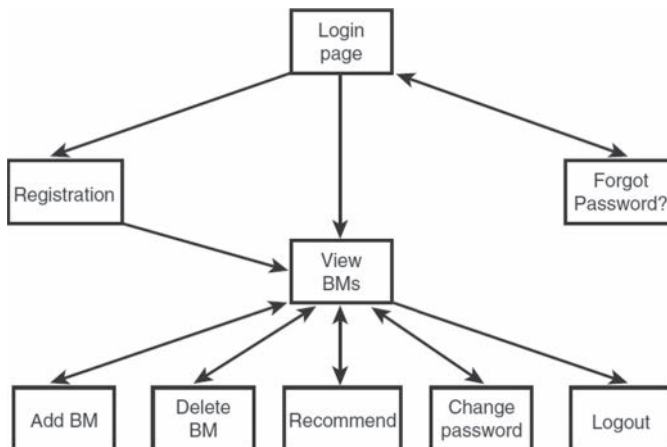 Login
page
Registration
Forgot
Password?
View
BMs
Add BM
Delete
BM
Recommend
Change
password
Logout